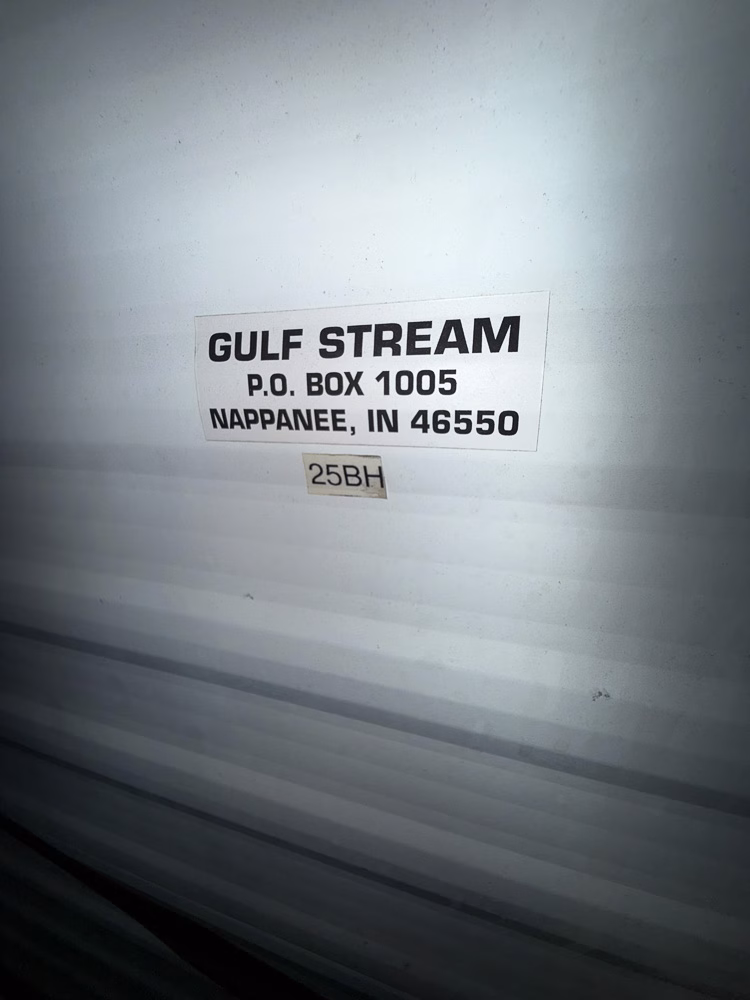 GULF STREAM
P.O. BOX 1005
NAPPANEE, IN 46550
25BH